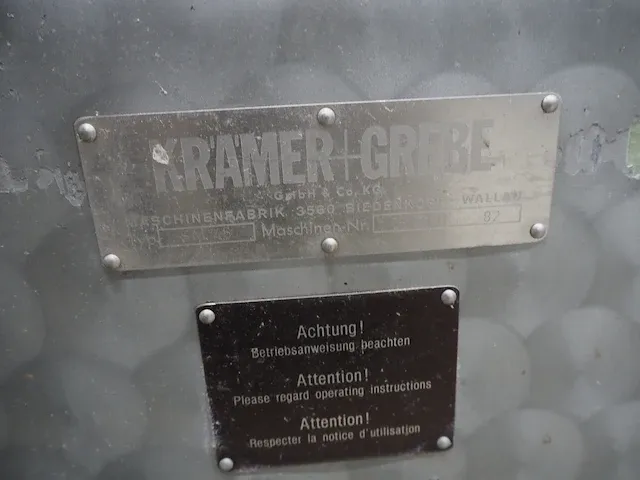 KRÄMER+GREBE
GmbH & Co. KG
MASCHINENFABRIK 3560 BIEDENKOPF-WALLAU
Maschinen-Nr. 82
Achtung!
Betriebsanweisung beachten
Attention!
Please regard operating instructions
Attention!
Respecter la notice d'utilisation